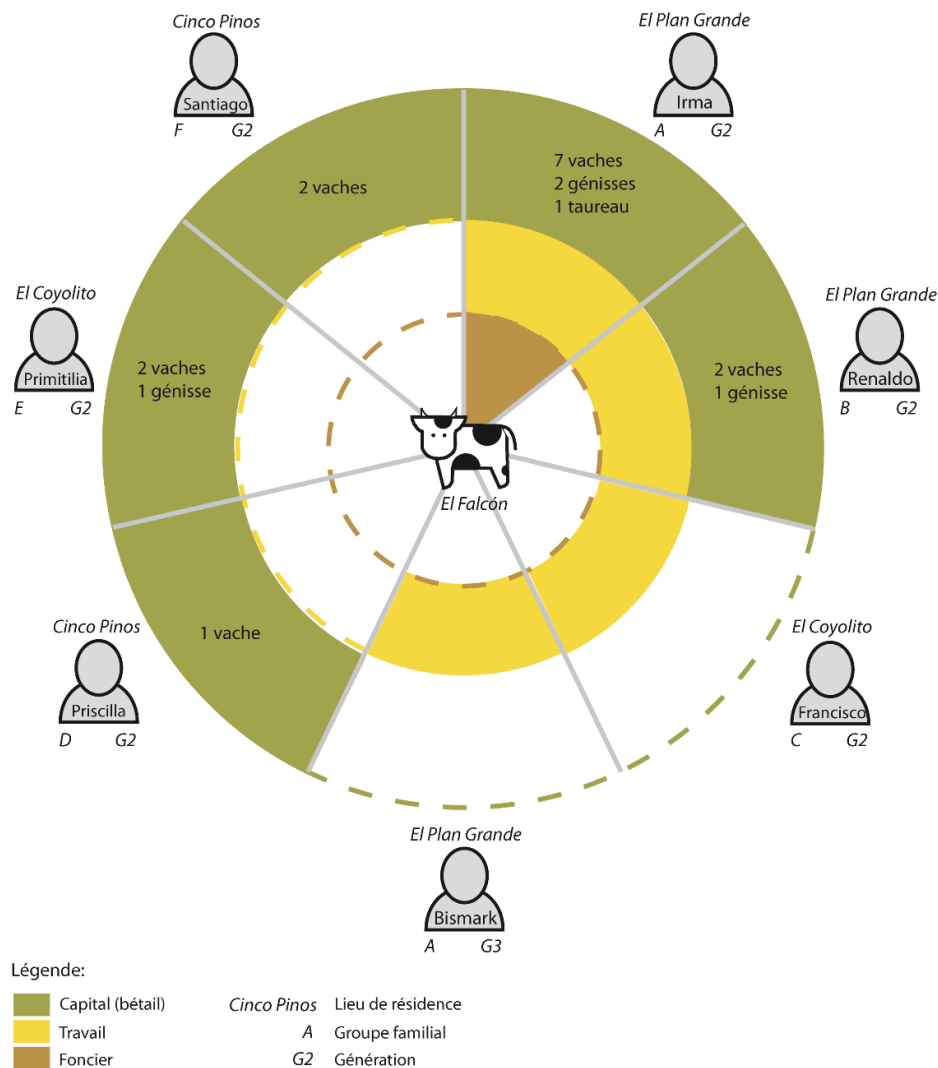 Cinco Pinos
Santiago
F G2
El Plan Grande
Irma
A G2
2 vaches
7 vaches
2 génisses
1 taureau
El Coyolito
Primitilia
E G2
2 vaches
1 génisse
El Plan Grande
Renaldo
B G2
2 vaches
1 génisse
El Falcón
Cinco Pinos
Priscilla
D G2
1 vache
El Coyolito
Francisco
C G2
El Plan Grande
Bismark
A G3
Légende:
Capital (bétail)
Travail
Foncier
Cinco Pinos Lieu de résidence
A Groupe familial
G2 Génération